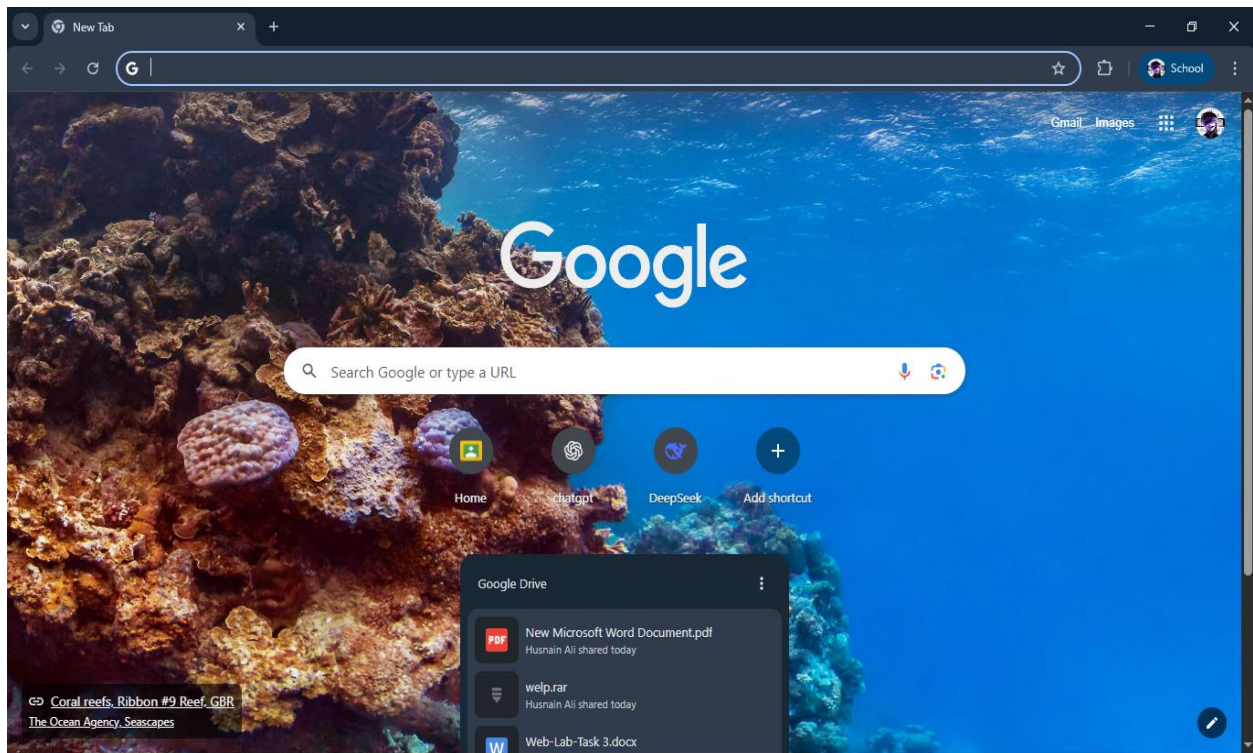 New Tab
School
Gmail Images
Google
Search Google or type a URL
Home
chatgpt
DeepSeek
Add shortcut
Google Drive
PDF
New Microsoft Word Document.pdf
Husnain Ali shared today
welp.rar
Husnain Ali shared today
W
Web-Lab-Task 3.docx
Coral reefs, Ribbon #9 Reef, GBR
The Ocean Agency, Seascapes